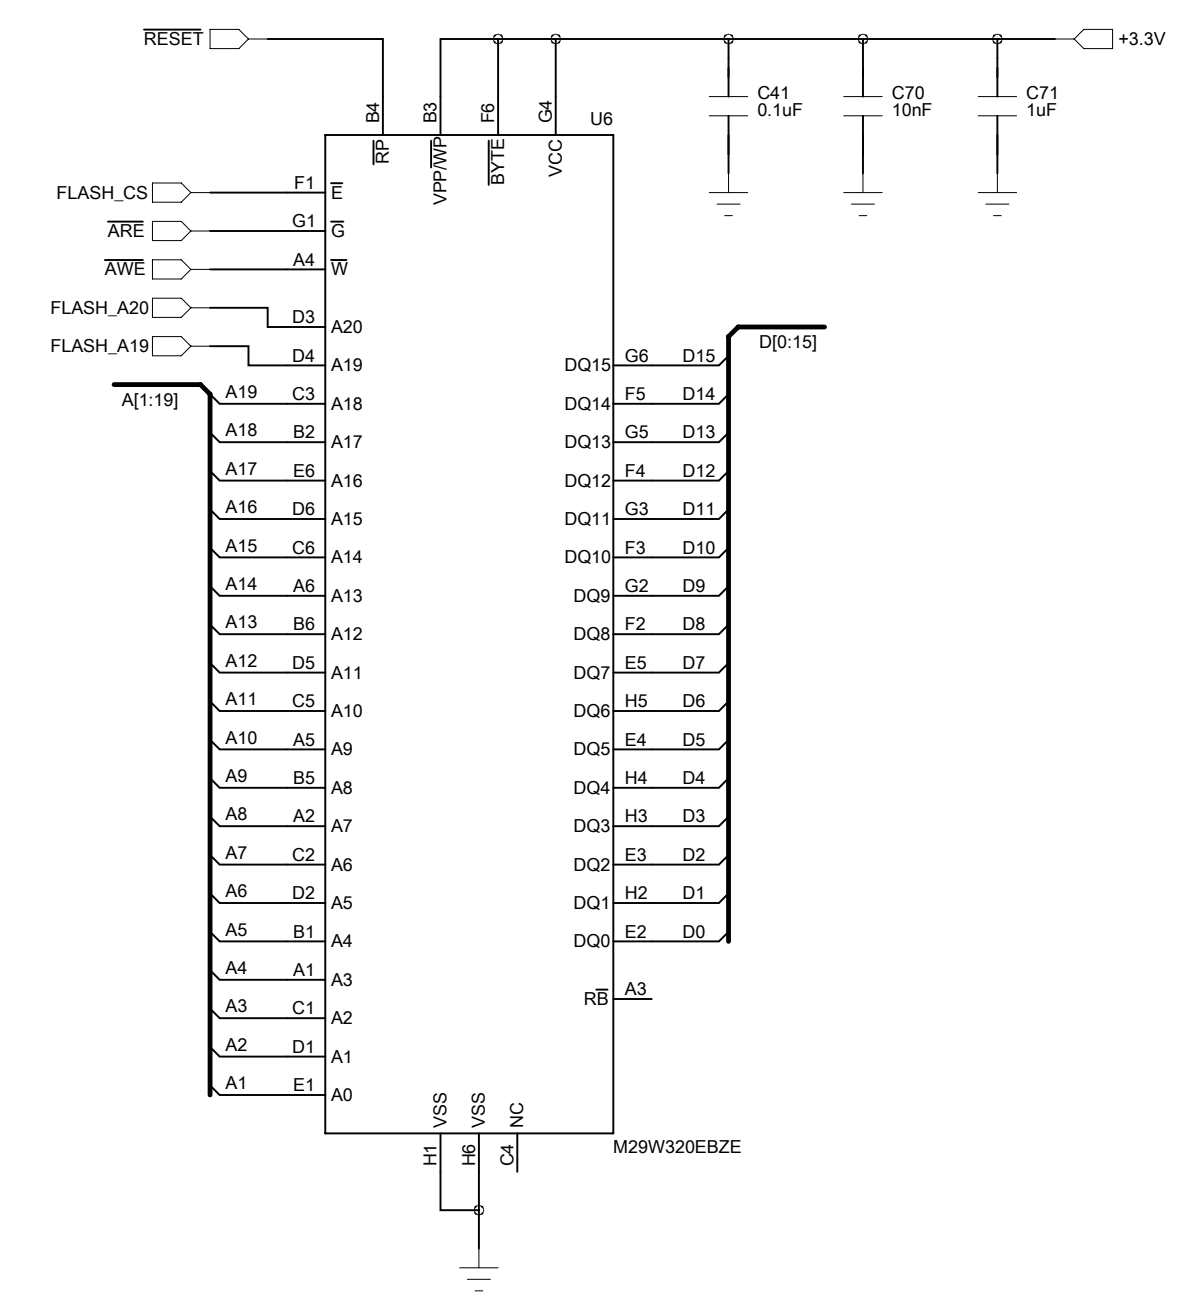 RESET
+3.3V
B4
B3
F6
G4
U6
C41
0.1uF
C70
10nF
C71
1uF
RP
VPP/WP
BYTE
VCC
FLASH_CS F1 E
ARE G1 G
AWE A4 W
FLASH_A20 D3 A20
FLASH_A19 D4 A19
D[0:15]
A[1:19]
DQ15 G6 D15
A19 C3 A18 DQ14 F5 D14
A18 B2 A17 DQ13 G5 D13
A17 E6 A16 DQ12 F4 D12
A16 D6 A15 DQ11 G3 D11
A15 C6 A14 DQ10 F3 D10
A14 A6 A13 DQ9 G2 D9
A13 B6 A12 DQ8 F2 D8
A12 D5 A11 DQ7 E5 D7
A11 C5 A10 DQ6 H5 D6
A10 A5 A9 DQ5 E4 D5
A9 B5 A8 DQ4 H4 D4
A8 A2 A7 DQ3 H3 D3
A7 C2 A6 DQ2 E3 D2
A6 D2 A5 DQ1 H2 D1
A5 B1 A4 DQ0 E2 D0
A4 A1 A3
RB A3
A3 C1 A2
A2 D1 A1
A1 E1 A0
VSS
VSS
NC
H1
H6
C4
M29W320EBZE